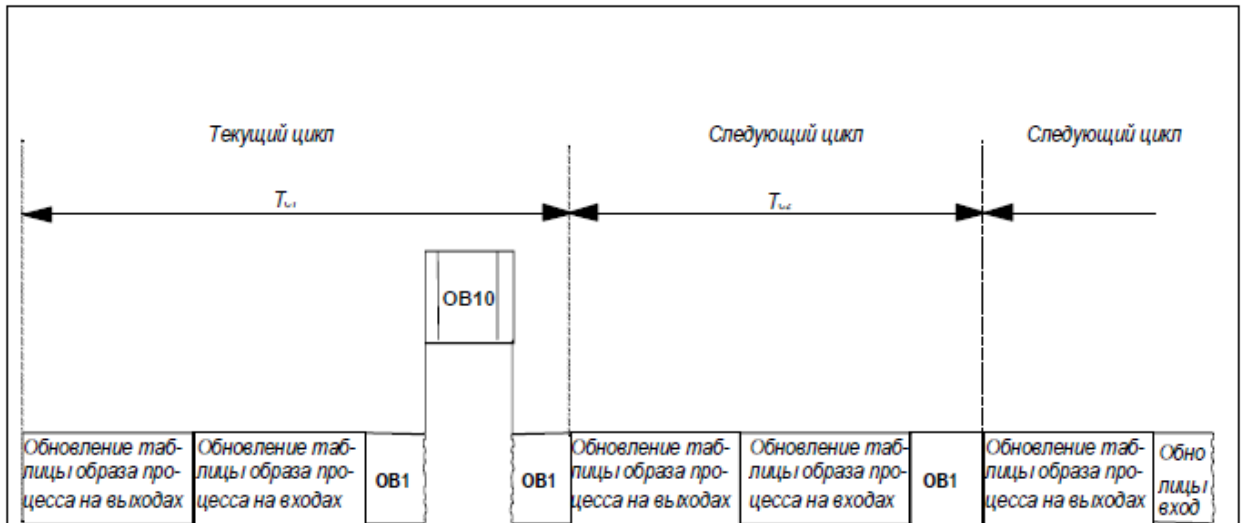 Текущий цикл
Следующий цикл
Следующий цикл
Tc1
Tc2
OB10
Обновление таб-
лицы образа про-
цесса на выходах
Обновление таб-
лицы образа про-
цесса на входах
OB1
OB1
Обновление таб-
лицы образа про-
цесса на выходах
Обновление таб-
лицы образа про-
цесса на входах
OB1
Обновление таб-
лицы образа про-
цесса на выходах
Обно
лицы
вход